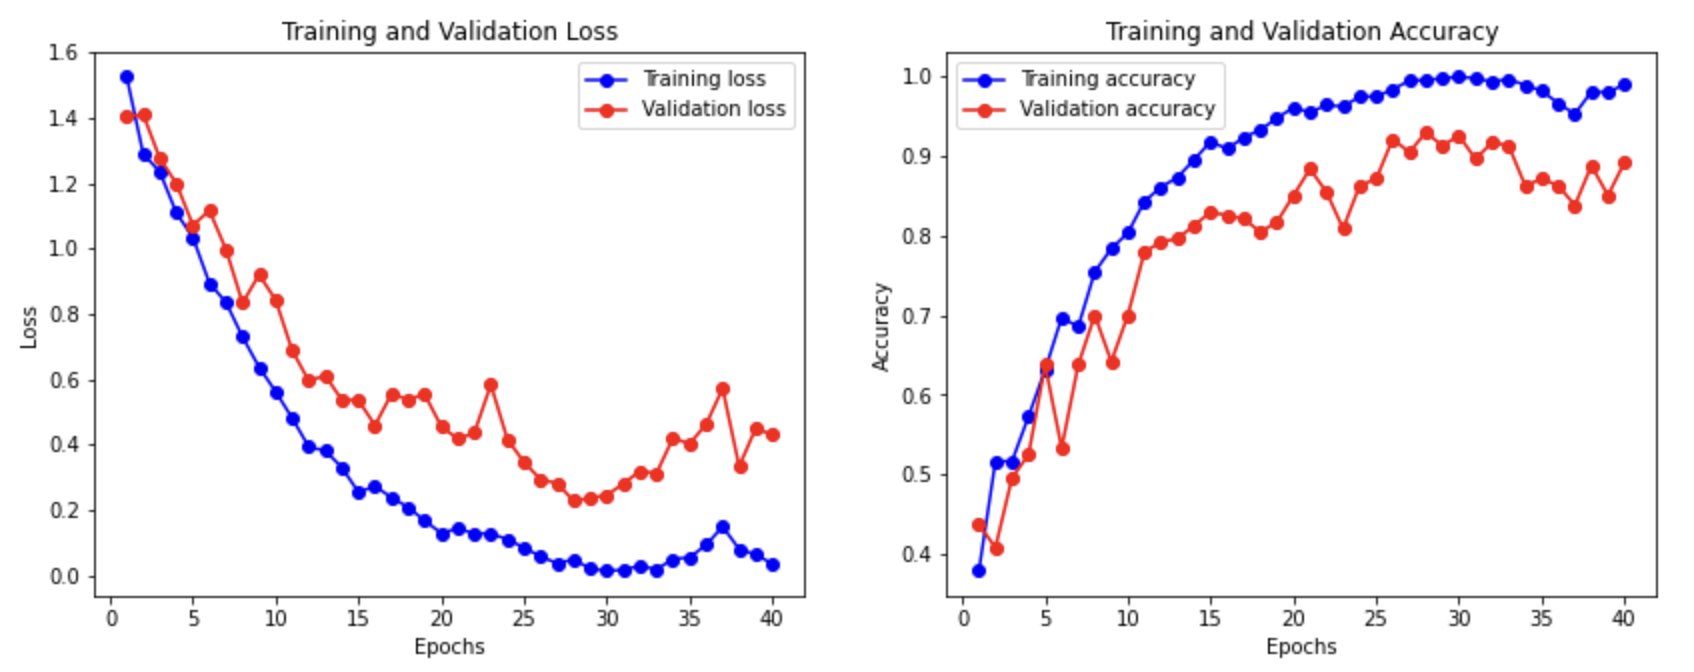 Training and Validation Loss
1.6
1.4
1.2
1.0
0.8
0.6
0.4
0.2
0.0
Loss
Training loss
Validation loss
0 5 10 15 20 25 30 35 40
Epochs
Training and Validation Accuracy
1.0
0.9
0.8
0.7
0.6
0.5
0.4
Accuracy
Training accuracy
Validation accuracy
0 5 10 15 20 25 30 35 40
Epochs